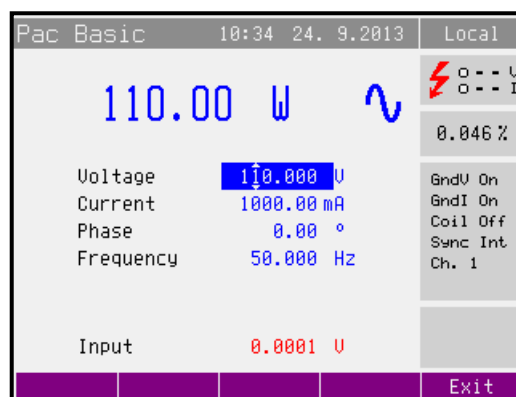 Pac Basic 10:34 24. 9.2013 Local
110.00 W
0.046 %
Voltage 110.000 V
Current 1000.00 mA
Phase 0.00 °
Frequency 50.000 Hz
GndV On
GndI On
Coil Off
Sync Int
Ch. 1
Input 0.0001 V
Exit